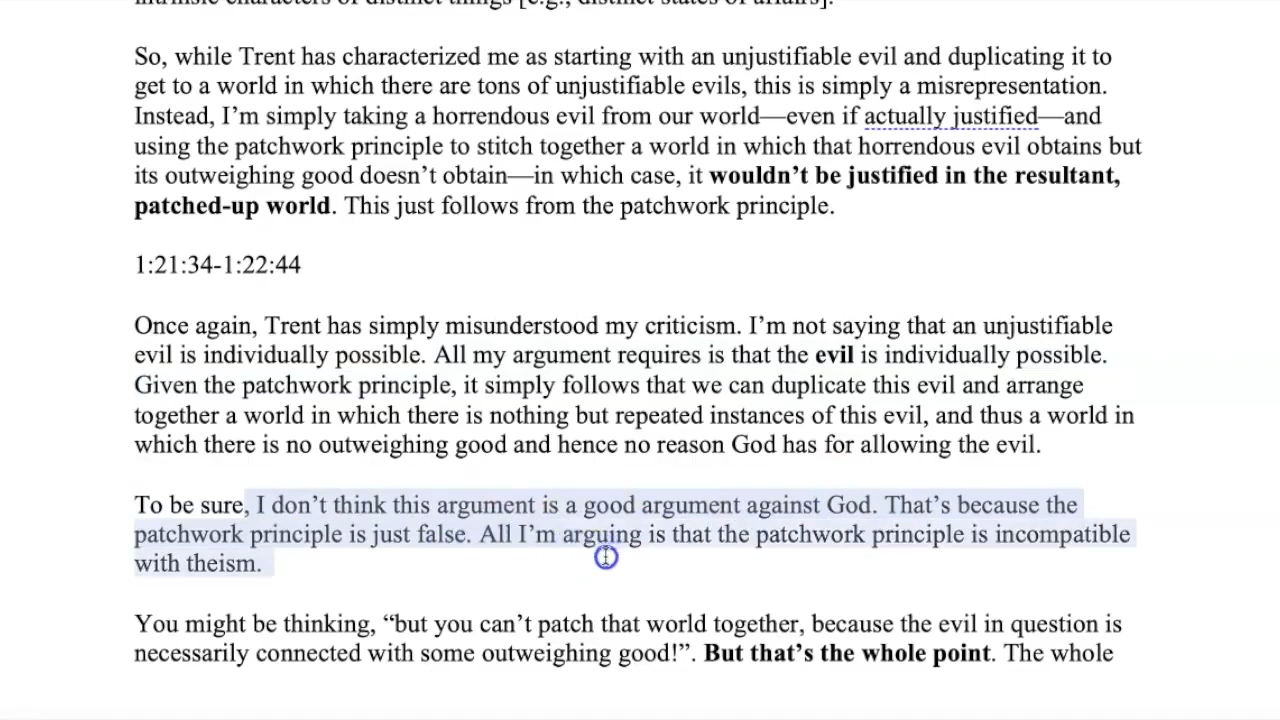 intrinsic characters of distinct things [e.g., distinct states of affairs].
So, while Trent has characterized me as starting with an unjustifiable evil and duplicating it to
get to a world in which there are tons of unjustifiable evils, this is simply a misrepresentation.
Instead, I’m simply taking a horrendous evil from our world—even if actually justified—and
using the patchwork principle to stitch together a world in which that horrendous evil obtains but
its outweighing good doesn’t obtain—in which case, it wouldn’t be justified in the resultant,
patched-up world. This just follows from the patchwork principle.
1:21:34-1:22:44
Once again, Trent has simply misunderstood my criticism. I’m not saying that an unjustifiable
evil is individually possible. All my argument requires is that the evil is individually possible.
Given the patchwork principle, it simply follows that we can duplicate this evil and arrange
together a world in which there is nothing but repeated instances of this evil, and thus a world in
which there is no outweighing good and hence no reason God has for allowing the evil.
To be sure, I don’t think this argument is a good argument against God. That’s because the
patchwork principle is just false. All I’m arguing is that the patchwork principle is incompatible
with theism.
You might be thinking, “but you can’t patch that world together, because the evil in question is
necessarily connected with some outweighing good!”. But that’s the whole point. The whole